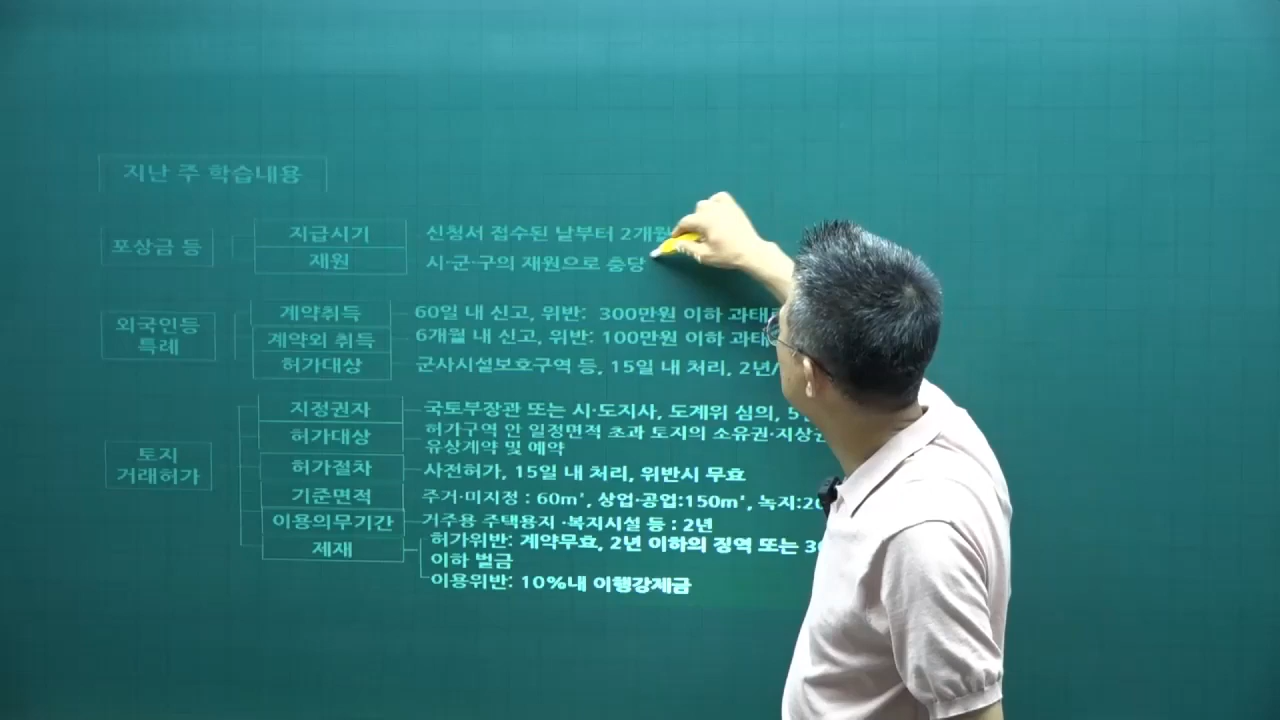 지난 주 학습내용
포상금 등
지급시기
신청서 접수된 날부터 2개월
재원
시·군·구의 재원으로 충당
외국인등
특례
계약취득
60일 내 신고, 위반: 300만원 이하
계약외 취득
6개월 내 신고, 위반: 100만원 이하
허가대상
군사시설보호구역 등, 15일 내 처리, 2년/
토지
거래허가
지정권자
국토부장관 또는 시·도지사, 도계위 심의,
허가대상
허가구역 안 일정면적 초과 토지의 소유권·지상
유상계약 및 예약
허가절차
사전허가, 15일 내 처리, 위반시 무효
기준면적
주거·미지정 : 60m², 상업·공업:150m², 녹지:
이용의무기간
거주용 주택용지 ·복지시설 등 : 2년
제재
허가위반: 계약무효, 2년 이하의 징역 또는
이하 벌금
이용위반: 10%내 이행강제금